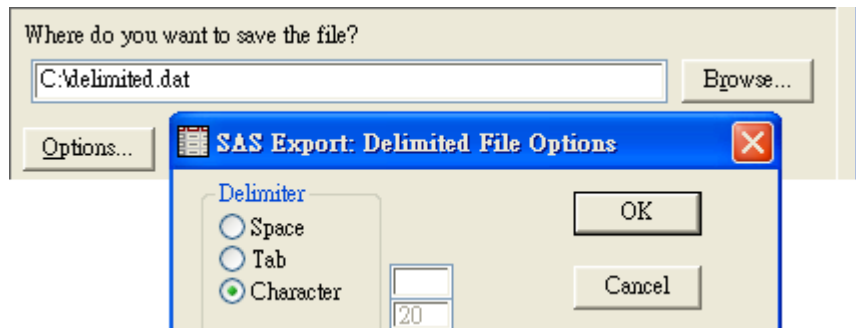 Where do you want to save the file?
C:\delimited.dat
Browse...
Options...
SAS Export: Delimited File Options
Delimiter
Space
OK
Tab
Character
Cancel
20